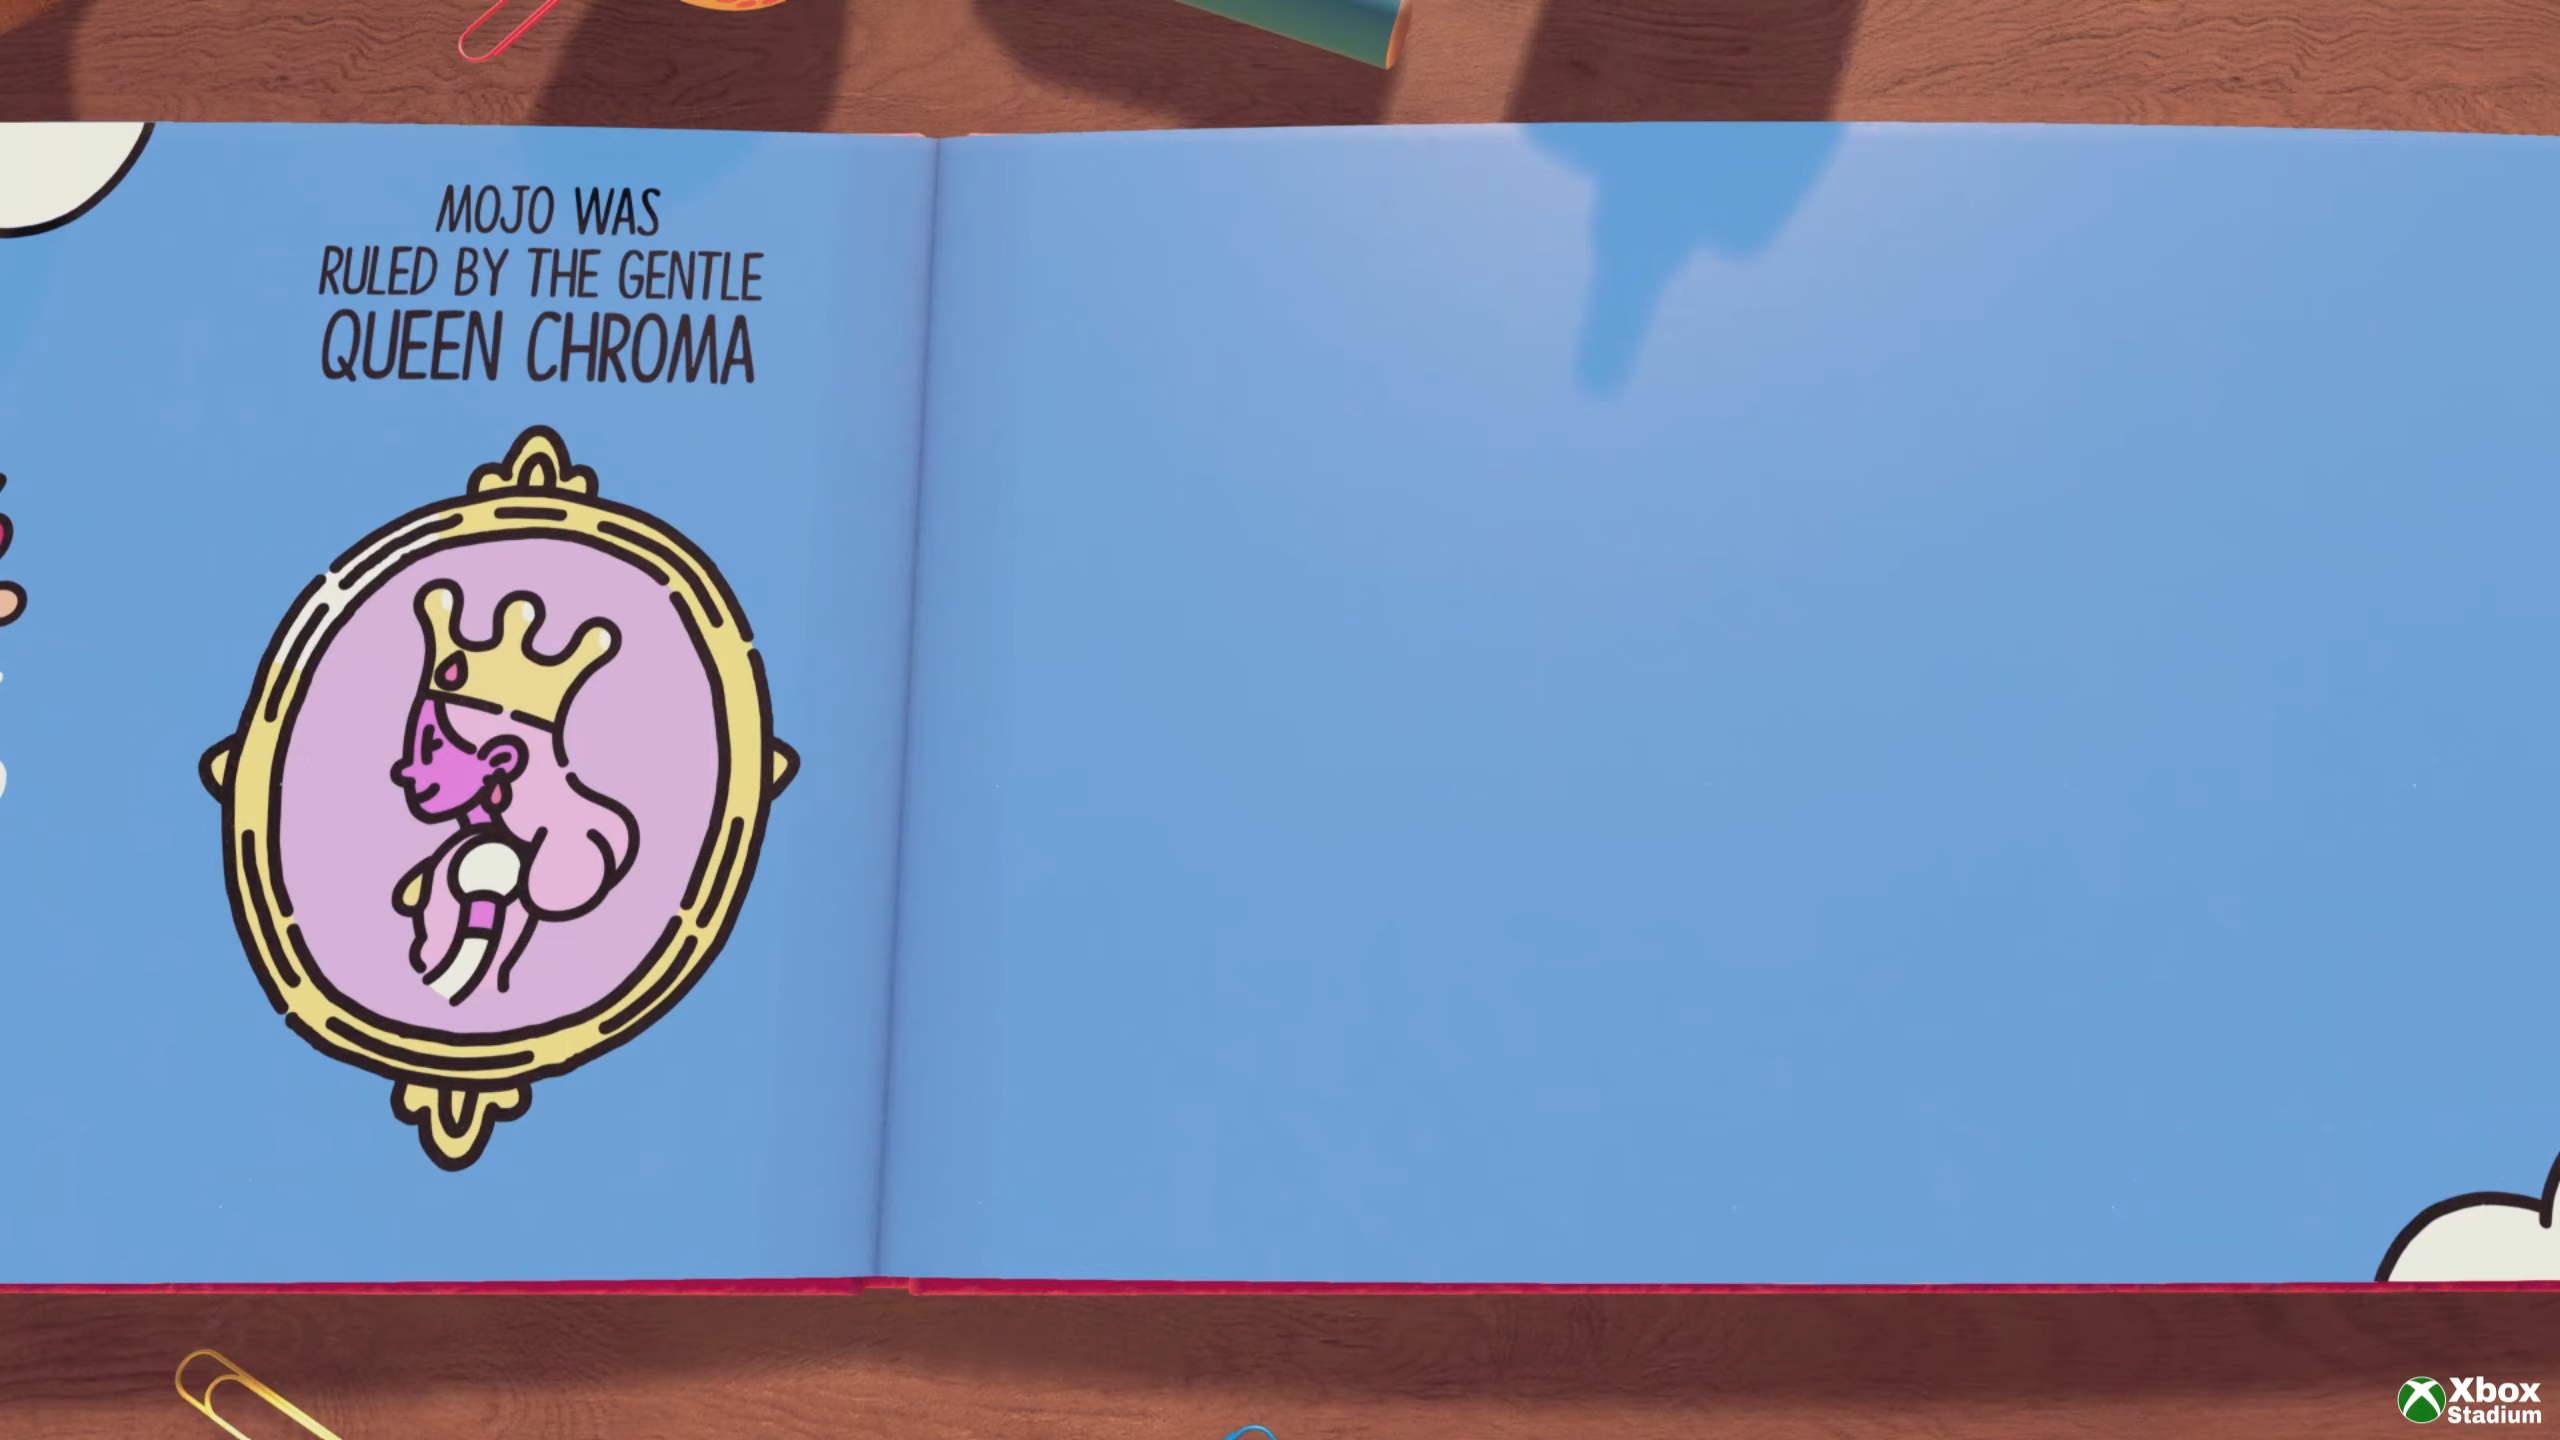 MOJO WAS
RULED BY THE GENTLE
QUEEN CHROMA
Xbox
Stadium